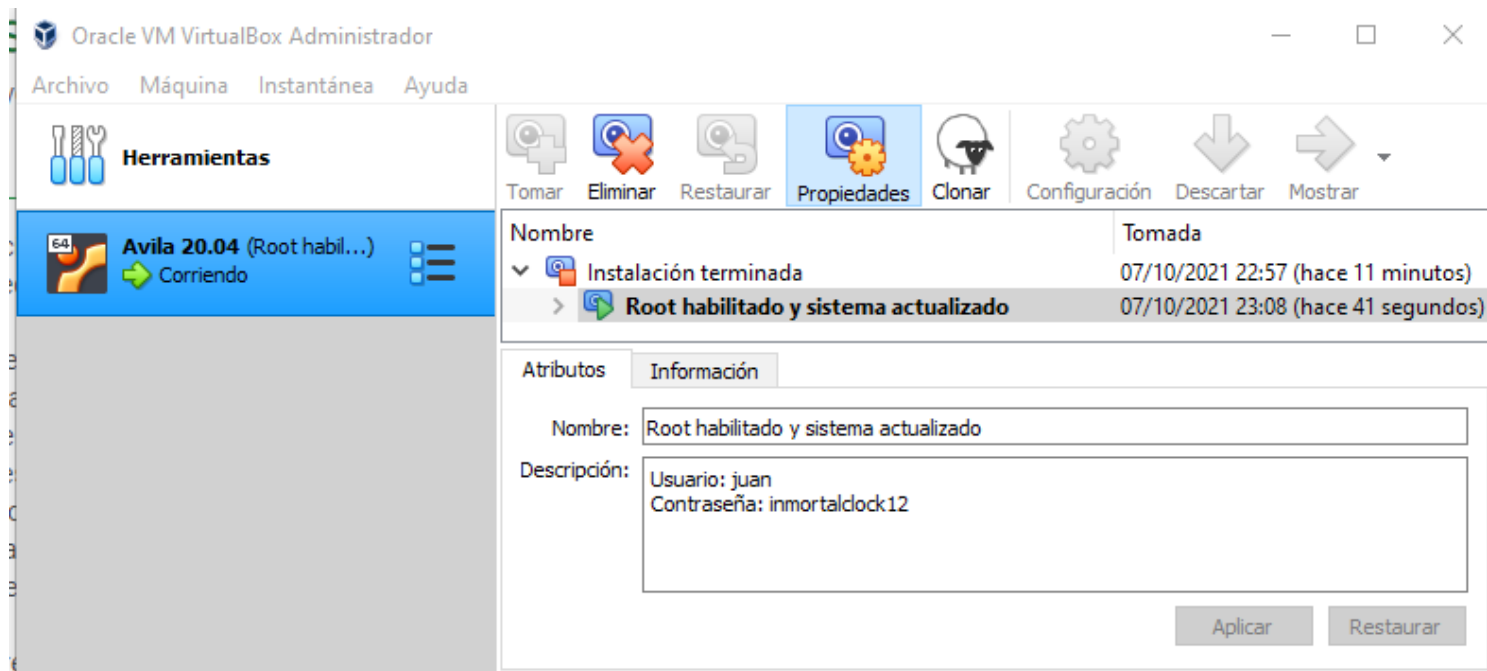 Oracle VM VirtualBox Administrador
Archivo Máquina Instantánea Ayuda
Herramientas
Tomar Eliminar Restaurar Propiedades Clonar Configuración Descartar Mostrar
64
Avila 20.04 (Root habil...)
Corriendo
Nombre Tomada
Instalación terminada 07/10/2021 22:57 (hace 11 minutos)
Root habilitado y sistema actualizado 07/10/2021 23:08 (hace 41 segundos)
Atributos Información
Nombre: Root habilitado y sistema actualizado
Descripción: Usuario: juan
Contraseña: inmortalclock12
Aplicar Restaurar